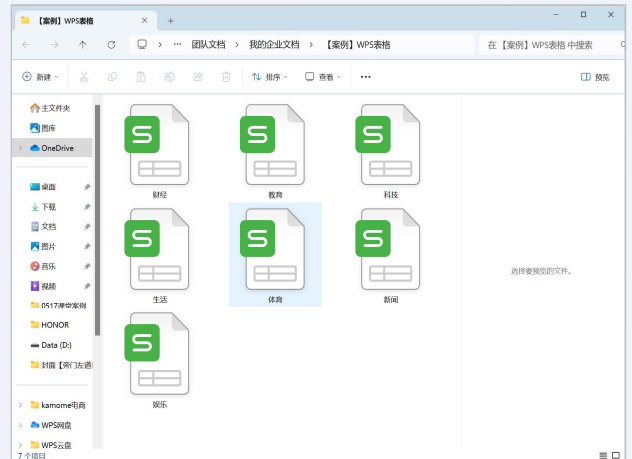 【案例】WPS表格
团队文档 > 我的企业文档 > 【案例】WPS表格
在【案例】WPS表格 中搜索
新建
排序
查看
预览
主文件夹
图库
OneDrive
桌面
下载
文档
图片
音乐
视频
0517课堂案例
HONOR
Data (D:)
封面【旁门左道
kamome电商
WPS网盘
WPS云盘
财经
教育
科技
生活
体育
新闻
娱乐
选择要预览的文件。
7 个项目